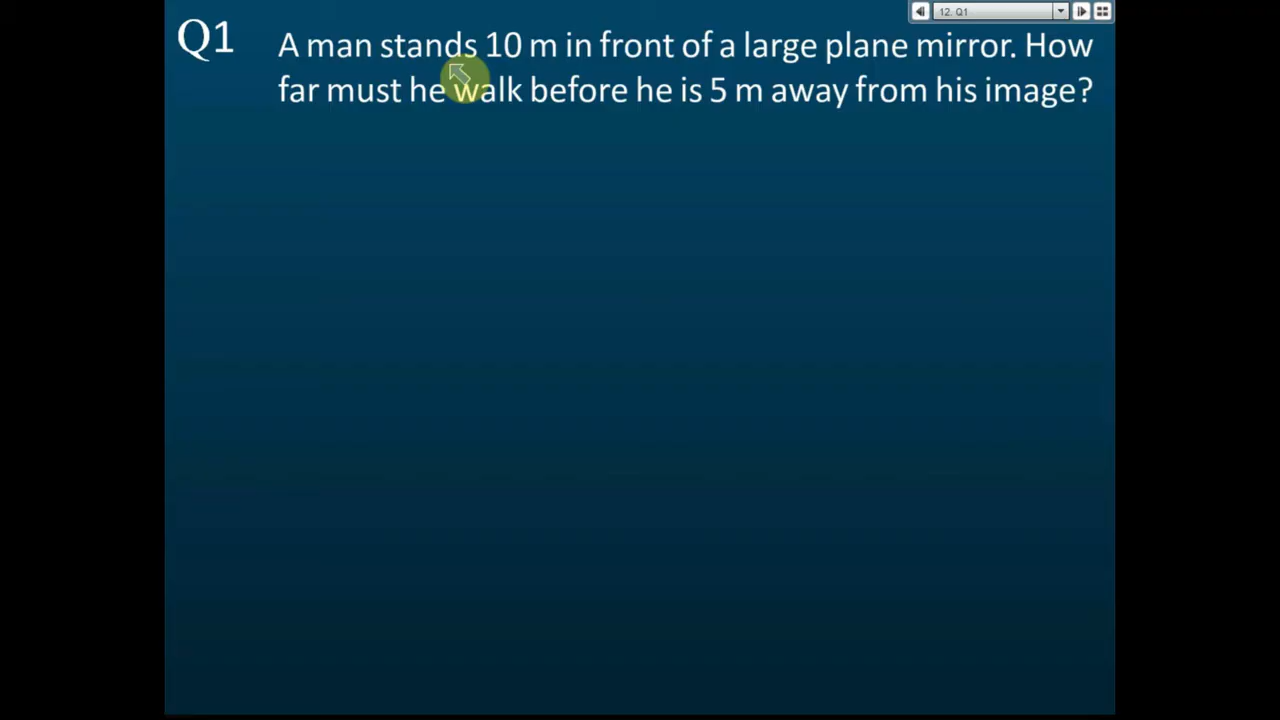 12. Q1
Q1
A man stands 10 m in front of a large plane mirror. How
far must he walk before he is 5 m away from his image?